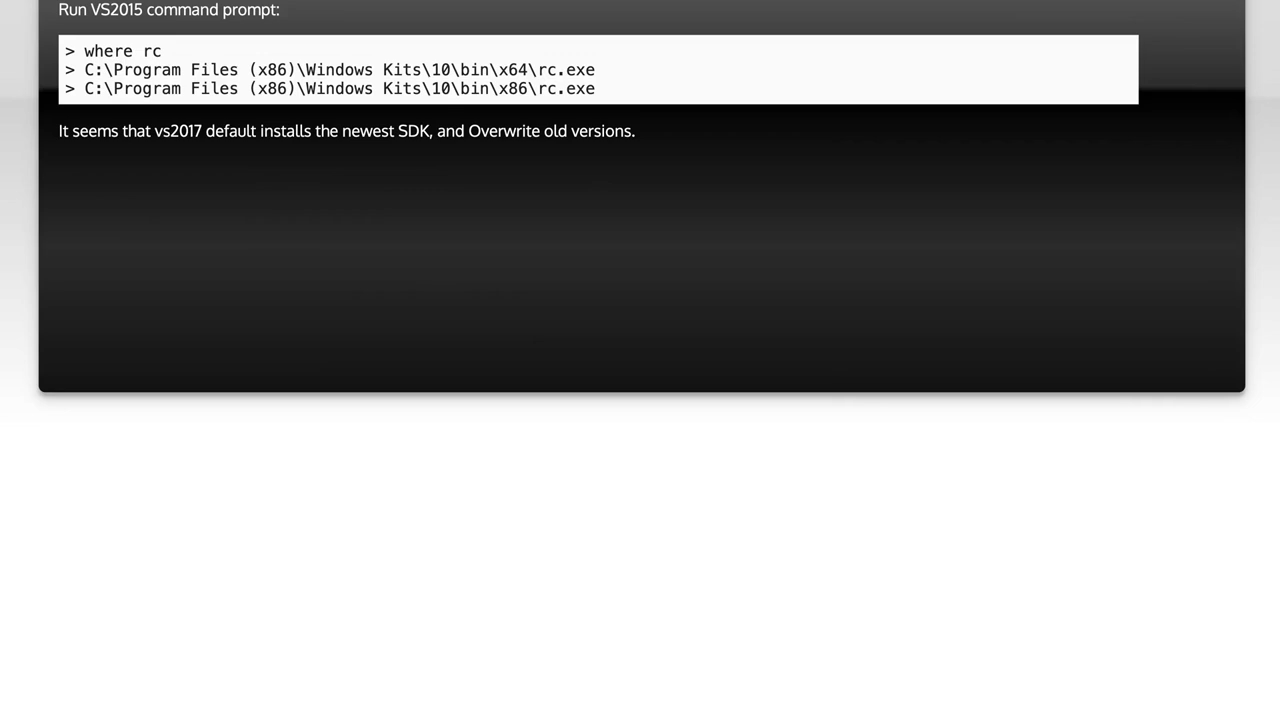 Run VS2015 command prompt:
> where rc
> C:\Program Files (x86)\Windows Kits\10\bin\x64\rc.exe
> C:\Program Files (x86)\Windows Kits\10\bin\x86\rc.exe
It seems that vs2017 default installs the newest SDK, and Overwrite old versions.